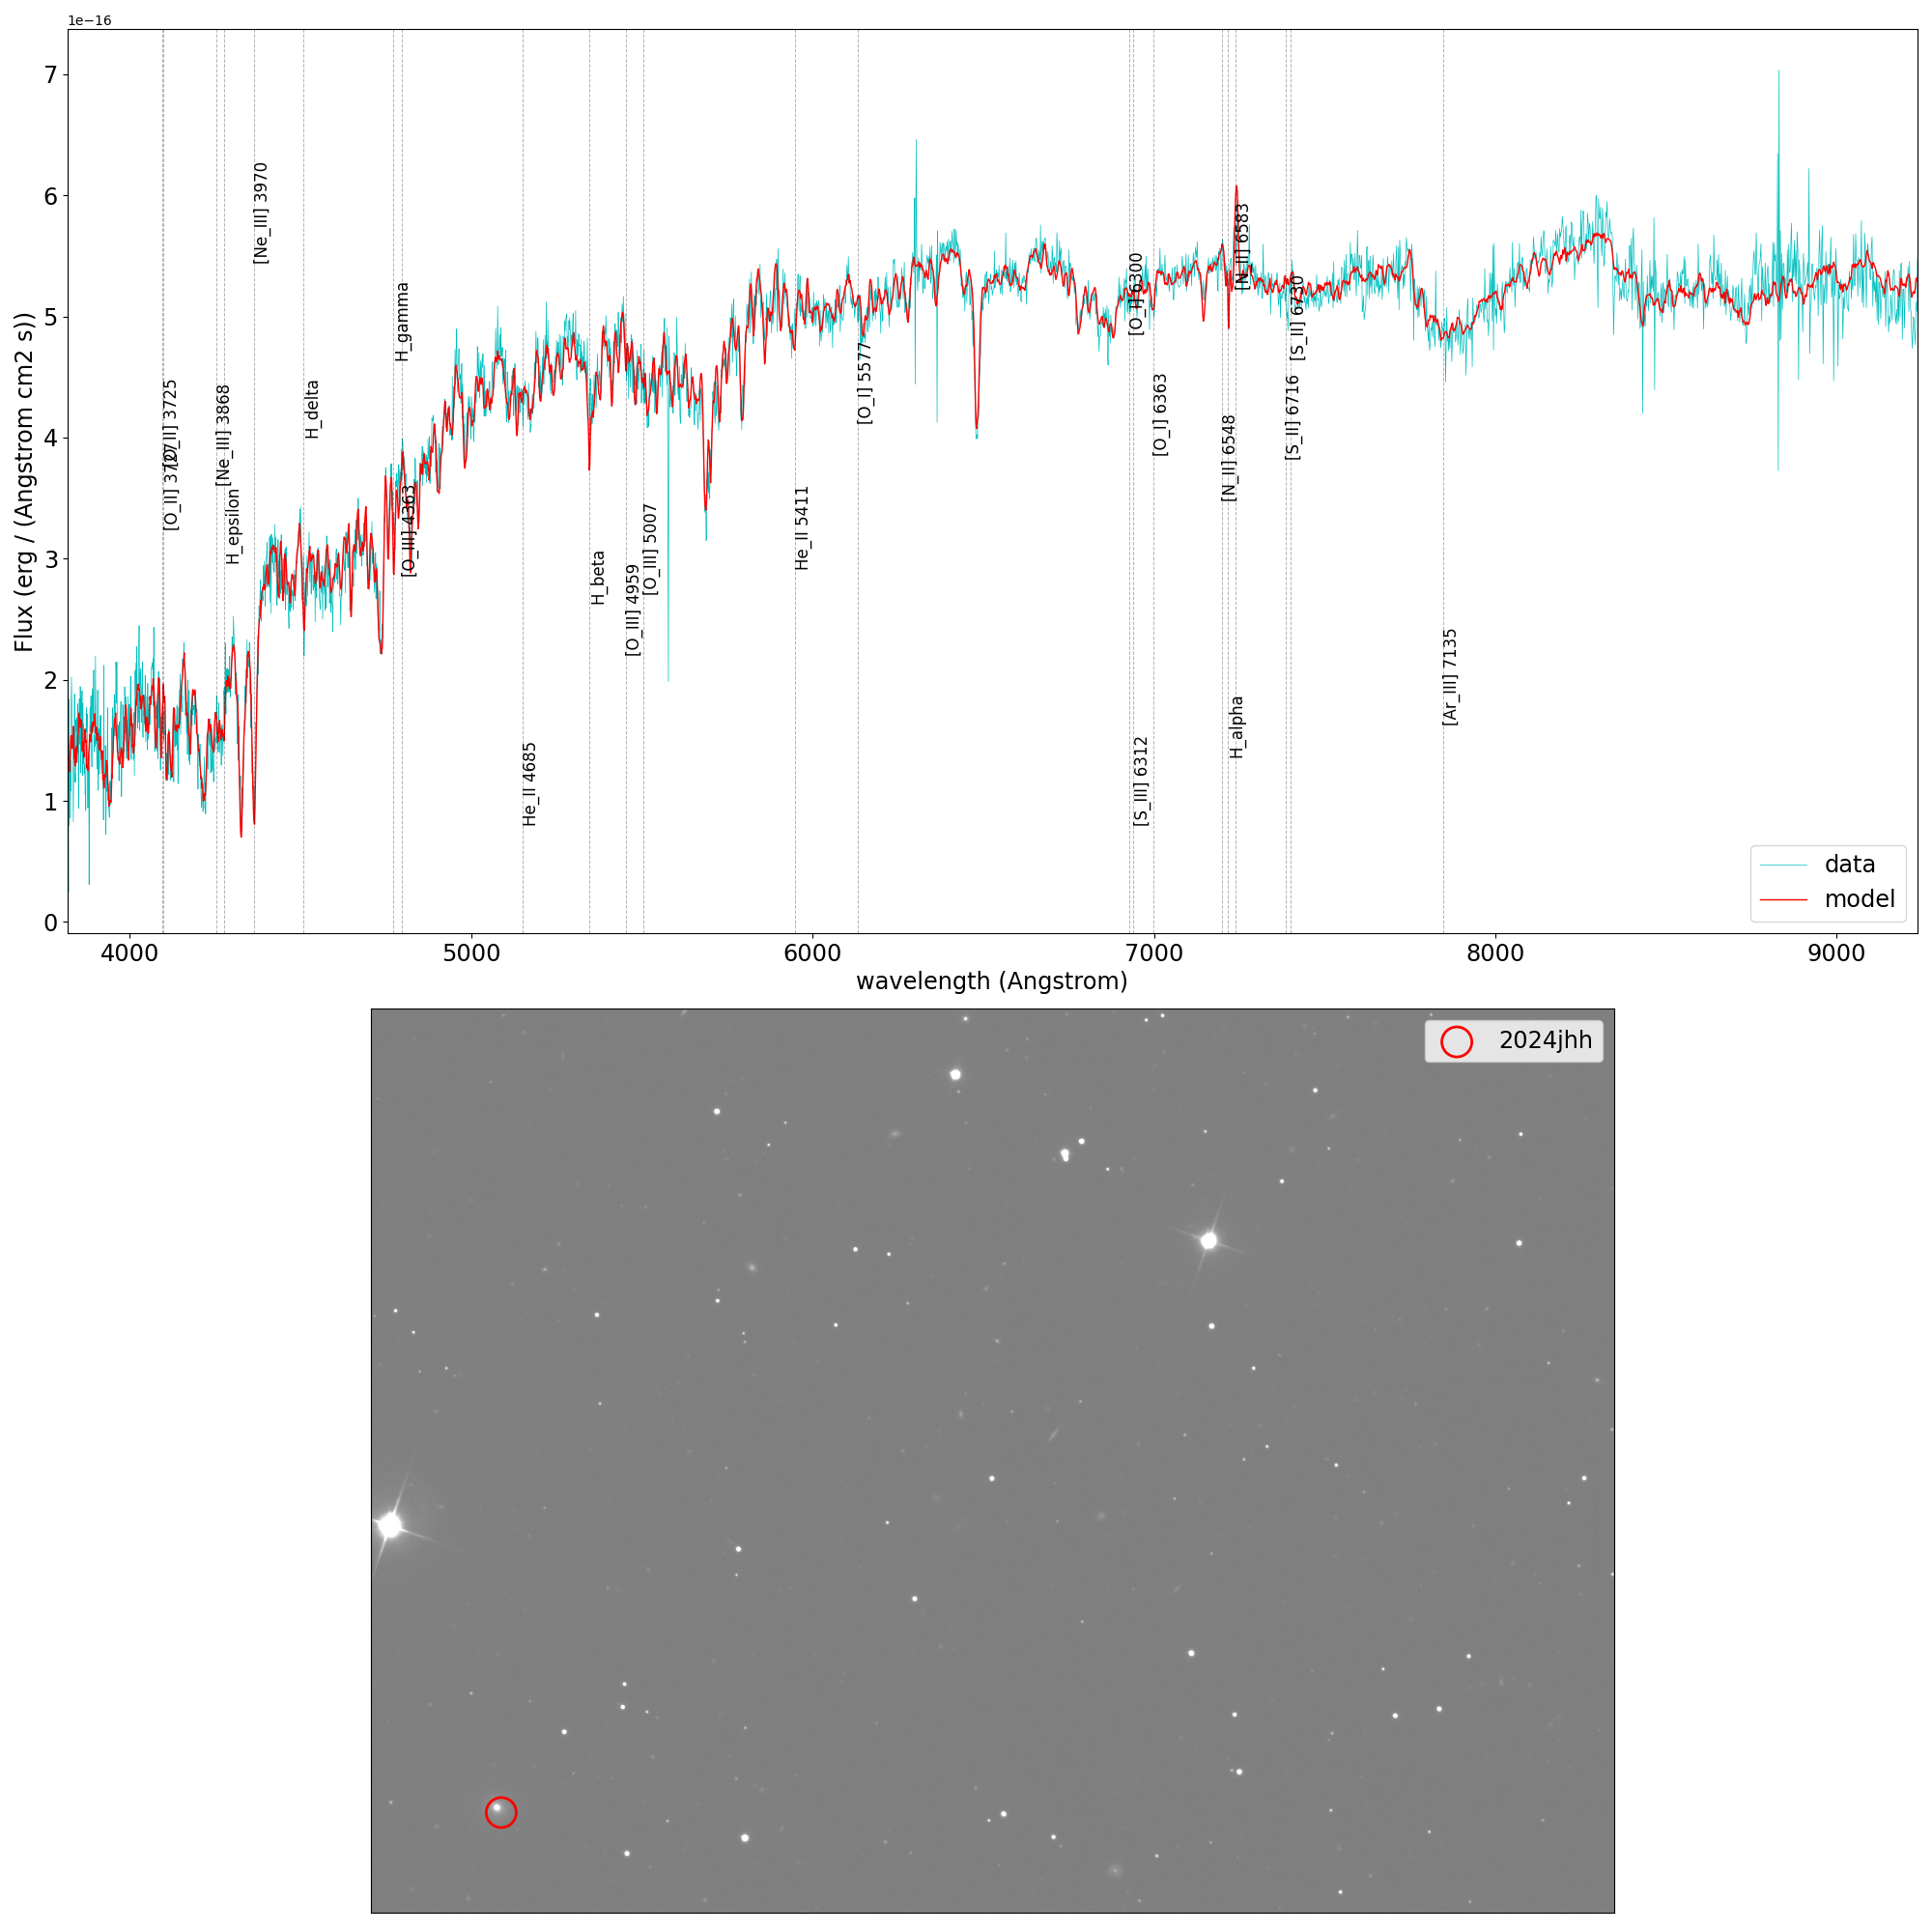 1e−16
Flux (erg / (Angstrom cm2 s))
7
6
5
4
3
2
1
0
[O_II] 3727
[O_II] 3725
[Ne_III] 3868
H_epsilon
[Ne_III] 3970
H_delta
H_gamma
[O_III] 4363
He_II 4685
H_beta
[O_III] 4959
[O_III] 5007
He_II 5411
[O_I] 5577
[O_I] 6300
[S_III] 6312
[O_I] 6363
[N_II] 6548
H_alpha
[N_II] 6583
[S_II] 6716
[S_II] 6730
[Ar_III] 7135
data
model
4000 5000 6000 7000 8000 9000
wavelength (Angstrom)
2024jhh